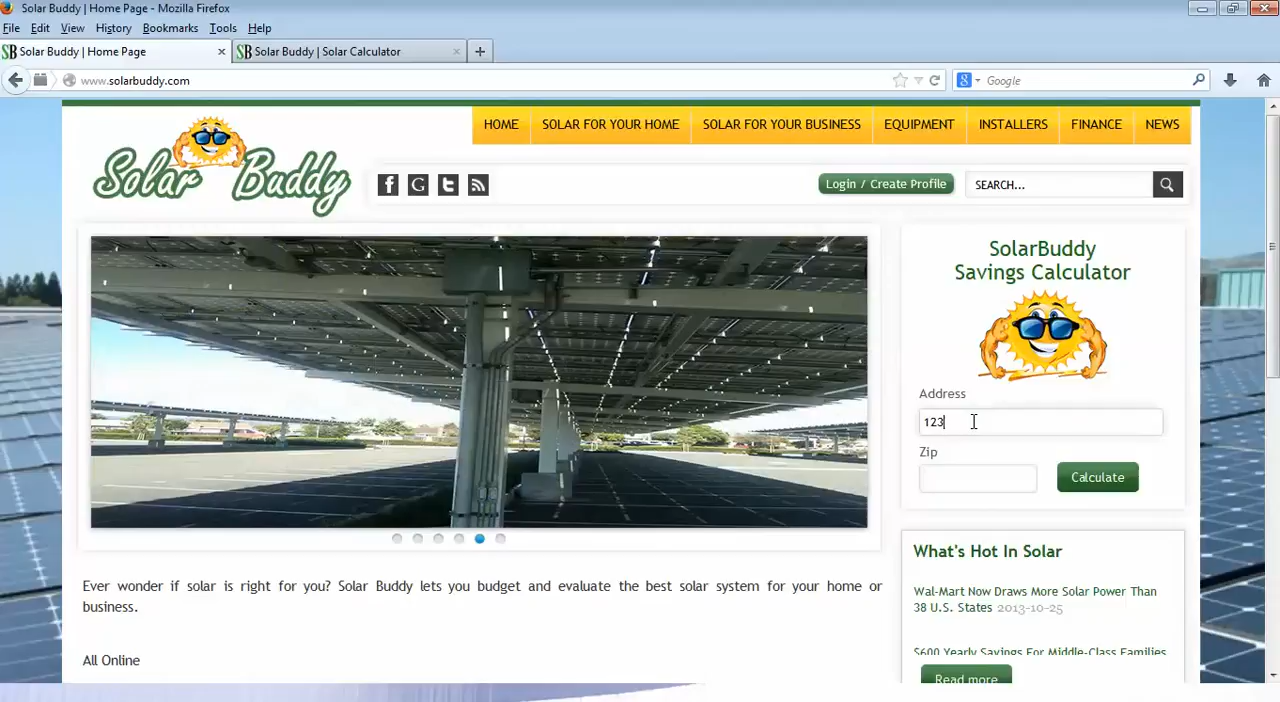 Solar Buddy | Home Page - Mozilla Firefox
File Edit View History Bookmarks Tools Help
SB Solar Buddy | Home Page
SB Solar Buddy | Solar Calculator
www.solarbuddy.com
Google
HOME SOLAR FOR YOUR HOME SOLAR FOR YOUR BUSINESS EQUIPMENT INSTALLERS FINANCE NEWS
Solar Buddy
Login / Create Profile
SEARCH...
SolarBuddy
Savings Calculator
Address
123
Zip
Calculate
Ever wonder if solar is right for you? Solar Buddy lets you budget and evaluate the best solar system for your home or
business.
All Online
What's Hot In Solar
Wal-Mart Now Draws More Solar Power Than
38 U.S. States 2013-10-25
$600 Yearly Savings For Middle-Class Families
Read more